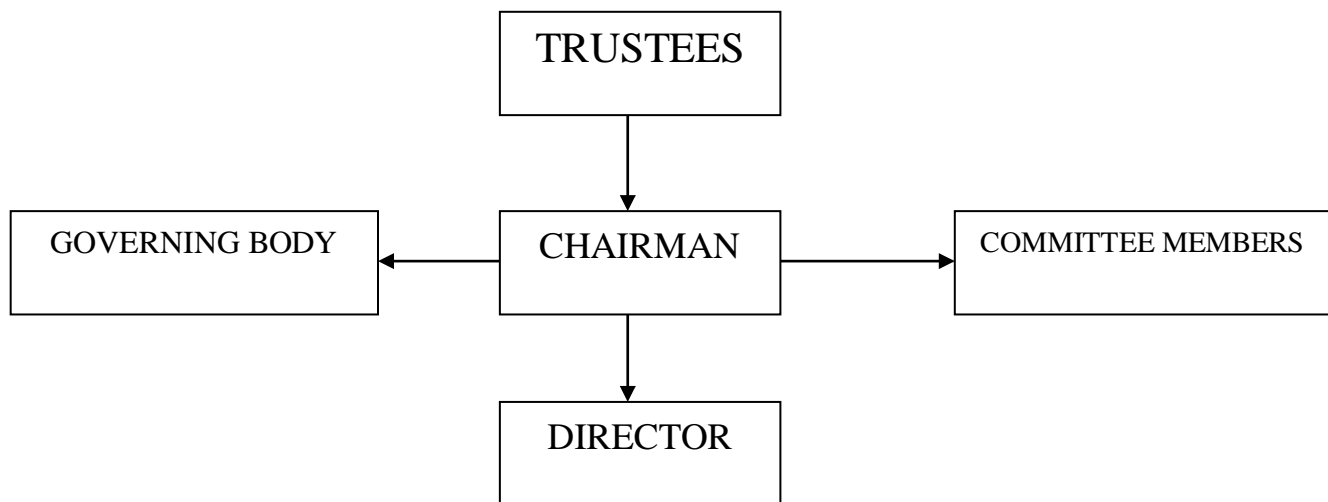 TRUSTEES
GOVERNING BODY
CHAIRMAN
COMMITTEE MEMBERS
DIRECTOR